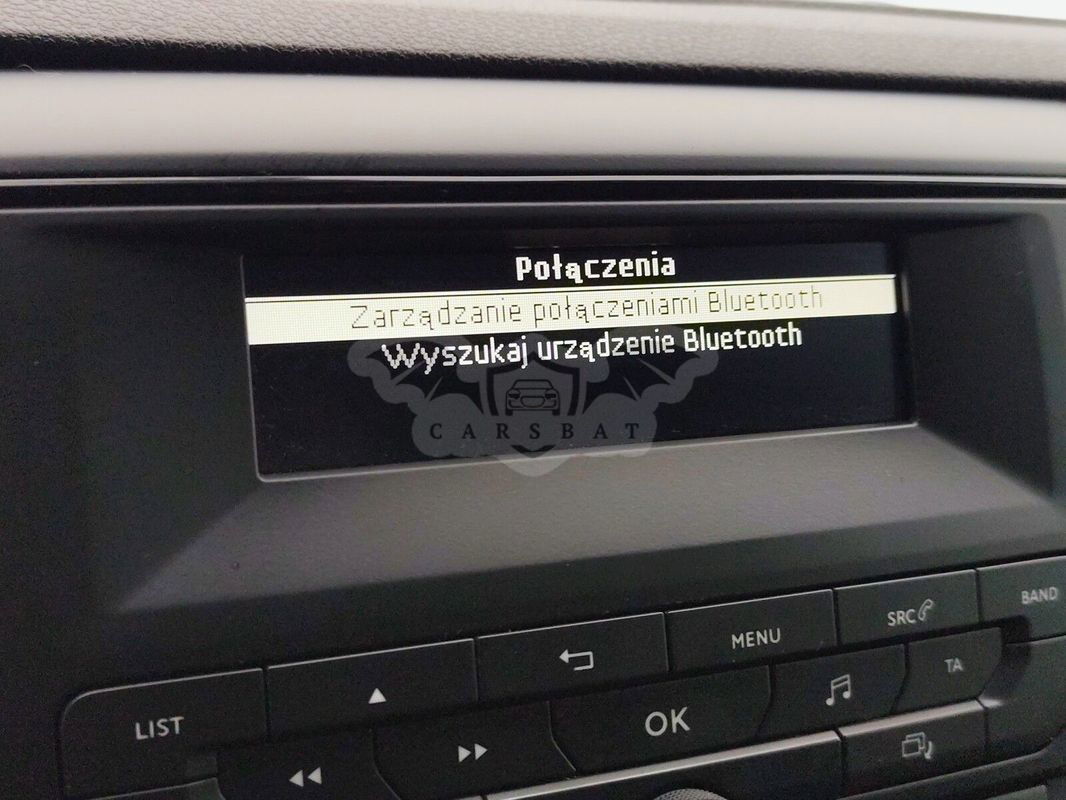 Połączenia
Zarządzanie połączeniami Bluetooth
Wyszukaj urządzenie Bluetooth
CARSBAT
BAND
SRC
MENU
TA
LIST
OK